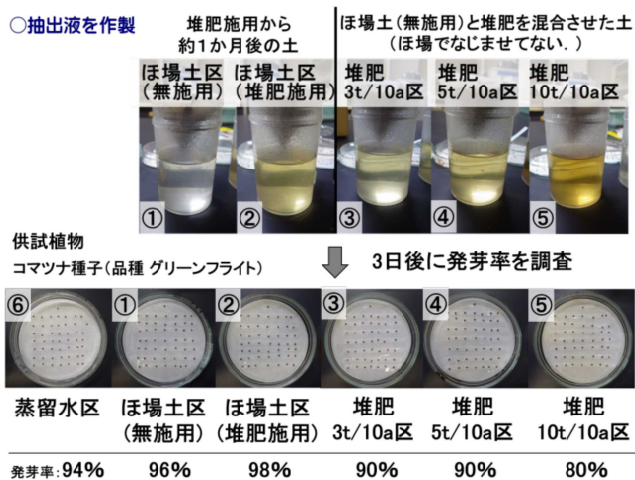 ○抽出液を作製
堆肥施用から
約１か月後の土
ほ場土（無施用）と堆肥を混合させた土
（ほ場でなじませてない．）
ほ場土区
（無施用）
ほ場土区
（堆肥施用）
堆肥
3t/10a区
堆肥
5t/10a区
堆肥
10t/10a区
①
②
③
④
⑤
供試植物
コマツナ種子（品種 グリーンフライト）
3日後に発芽率を調査
⑥
①
②
③
④
⑤
蒸留水区
ほ場土区
（無施用）
ほ場土区
（堆肥施用）
堆肥
3t/10a区
堆肥
5t/10a区
堆肥
10t/10a区
発芽率：94% 96% 98% 90% 90% 80%